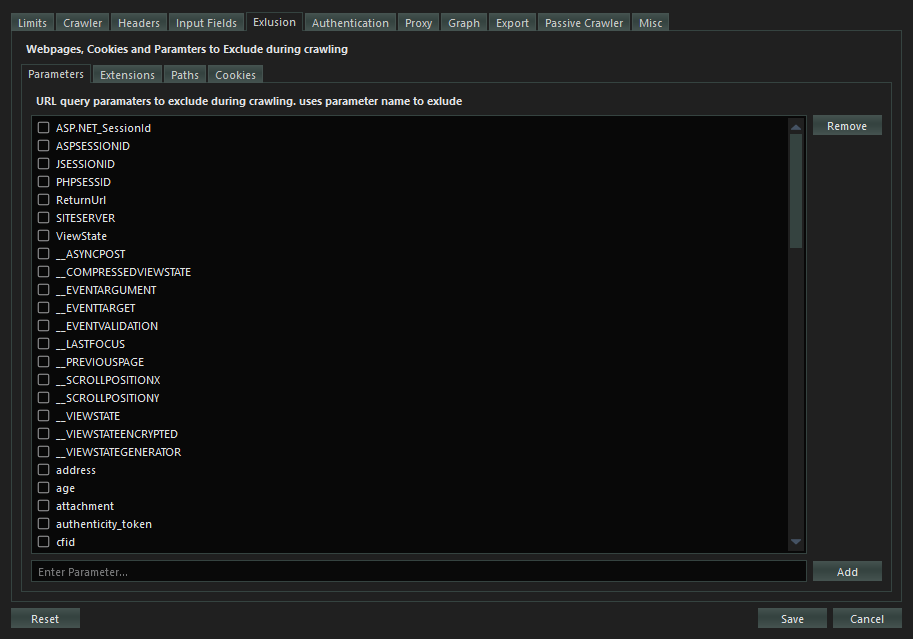 Limits Crawler Headers Input Fields Exlusion Authentication Proxy Graph Export Passive Crawler Misc
Webpages, Cookies and Paramters to Exclude during crawling
Parameters Extensions Paths Cookies
URL query paramaters to exclude during crawling. uses parameter name to exlude
ASP.NET_SessionId
Remove
ASPSESSIONID
JSESSIONID
PHPSESSID
ReturnUrl
SITESERVER
ViewState
__ASYNCPOST
__COMPRESSEDVIEWSTATE
__EVENTARGUMENT
__EVENTTARGET
__EVENTVALIDATION
__LASTFOCUS
__PREVIOUSPAGE
__SCROLLPOSITIONX
__SCROLLPOSITIONY
__VIEWSTATE
__VIEWSTATEENCRYPTED
__VIEWSTATEGENERATOR
address
age
attachment
authenticity_token
cfid
Enter Parameter... Add
Reset Save Cancel